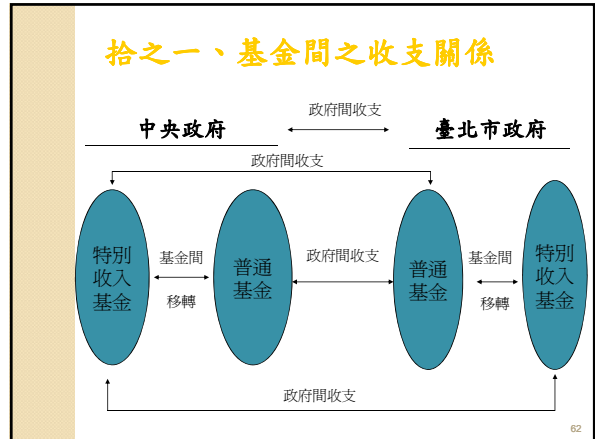 拾之一、基金間之收支關係
政府間收支
中央政府
臺北市政府
政府間收支
特別
收入
基金
基金間
移轉
普通
基金
政府間收支
普通
基金
基金間
移轉
特別
收入
基金
政府間收支
62